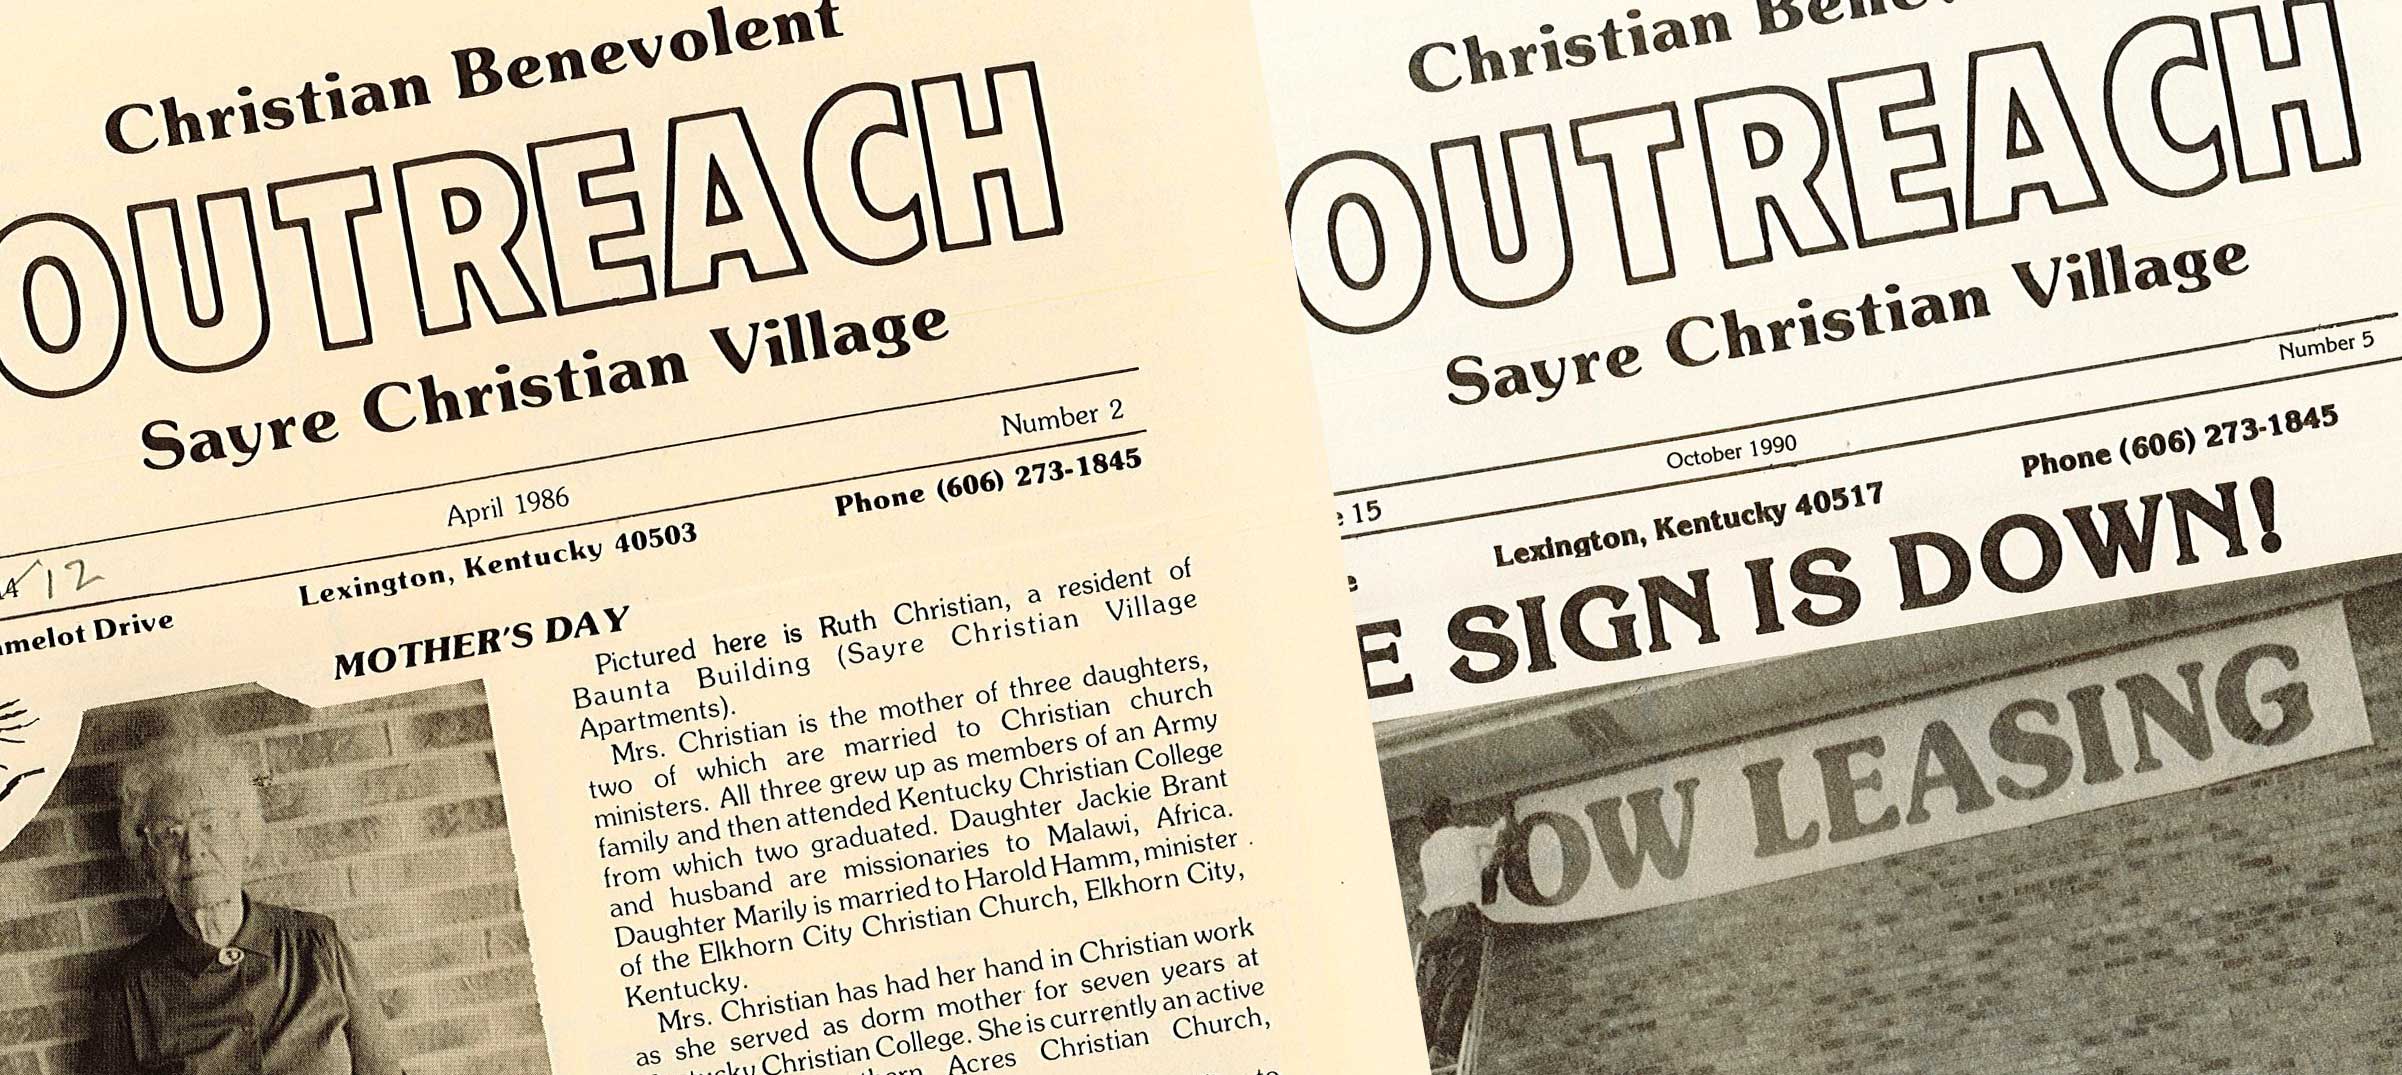 Christian Benevolent
OUTREACH
Sayre Christian Village
April 1986
Number 2
12
Drive
Lexington, Kentucky 40503
Phone (606) 273-1845
MOTHER'S DAY
Pictured here is Ruth Christian, a resident of
Baunta Building (Sayre Christian Village
Apartments).
Mrs. Christian is the mother of three daughters,
two of which are married to Christian church
ministers. All three grew up as members of an Army
family and then attended Kentucky Christian College
from which two graduated. Daughter Jackie Brant
and husband are missionaries to Malawi, Africa.
Daughter Marily is married to Harold Hamm, minister
of the Elkhorn City Christian Church, Elkhorn City,
Kentucky.
Mrs. Christian has had her hand in Christian work
as she served as dorm mother for seven years at
Christian College. She is currently an active
Acres Christian Church,
to
Christian
OUTREACH
Sayre Christian Village
15
October 1990
Number 5
Lexington, Kentucky 40517
Phone (606) 273-1845
E SIGN IS DOWN!
OW LEASING